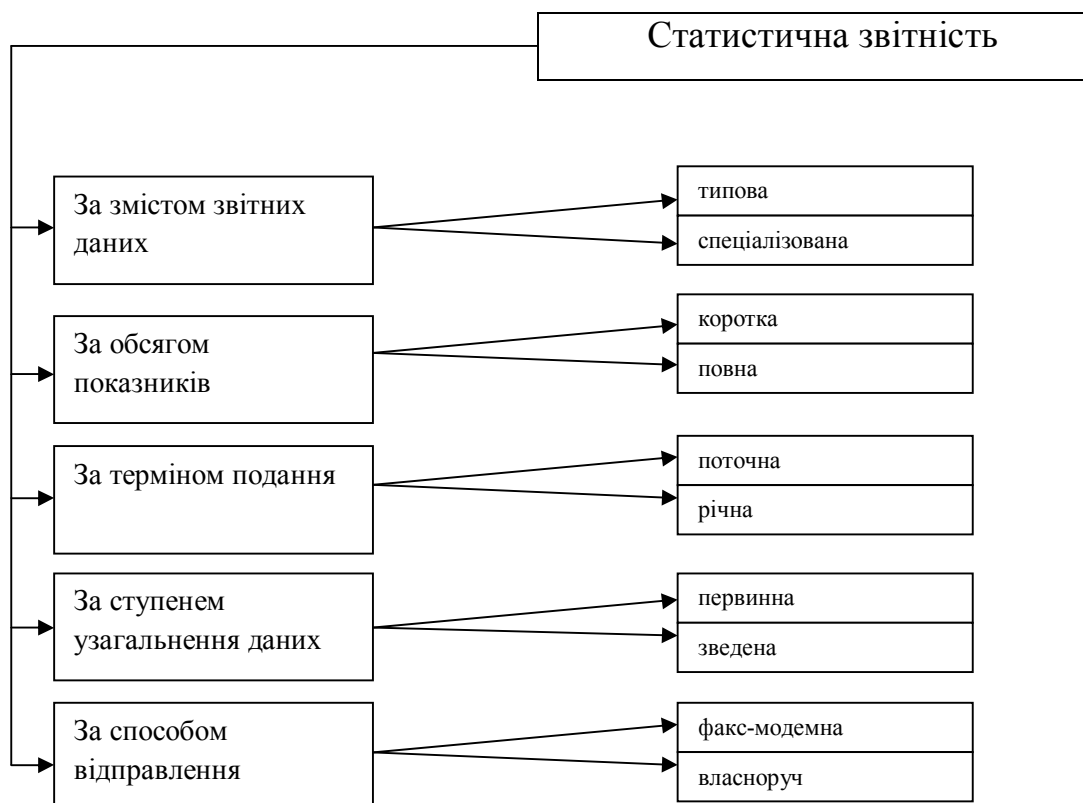 Статистична звітність
За змістом звітних
даних
типова
спеціалізована
За обсягом
показників
коротка
повна
За терміном подання
поточна
річна
За ступенем
узагальнення даних
первинна
зведена
За способом
відправлення
факс-модемна
власноруч